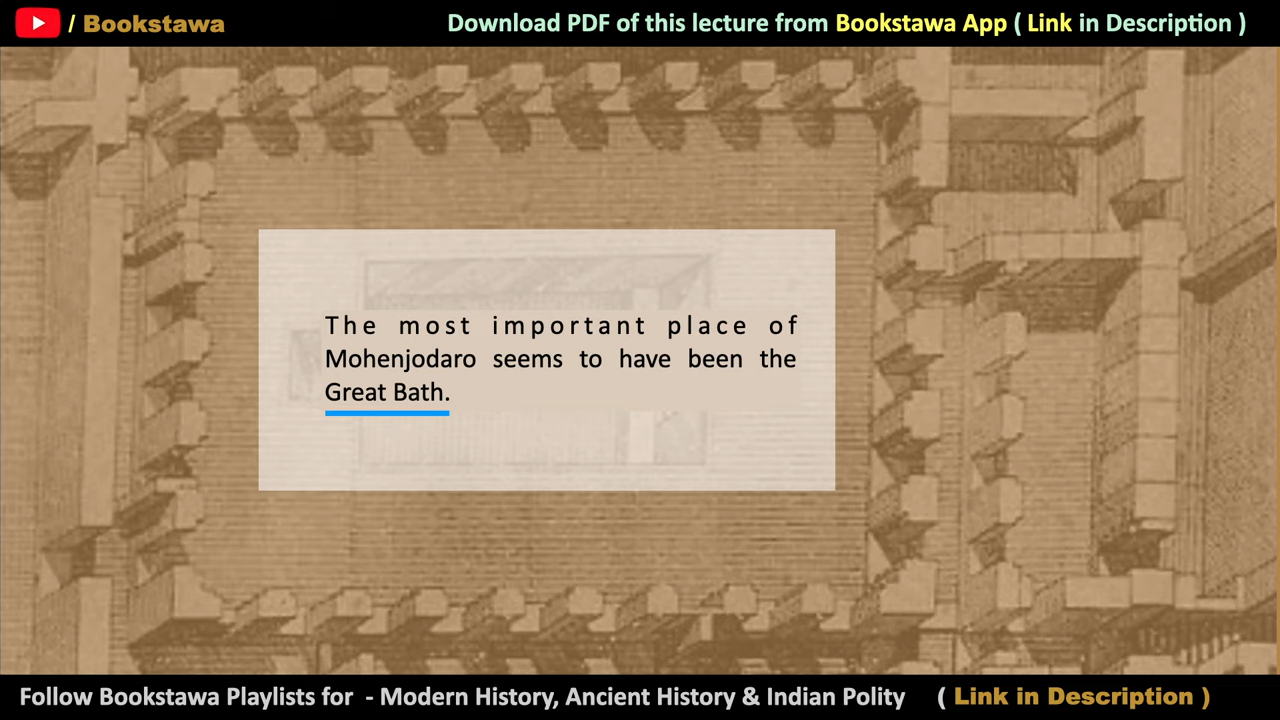 / Bookstawa
Download PDF of this lecture from Bookstawa App ( Link in Description )
The most important place of
Mohenjodaro seems to have been the
Great Bath.
Follow Bookstawa Playlists for - Modern History, Ancient History & Indian Polity ( Link in Description )